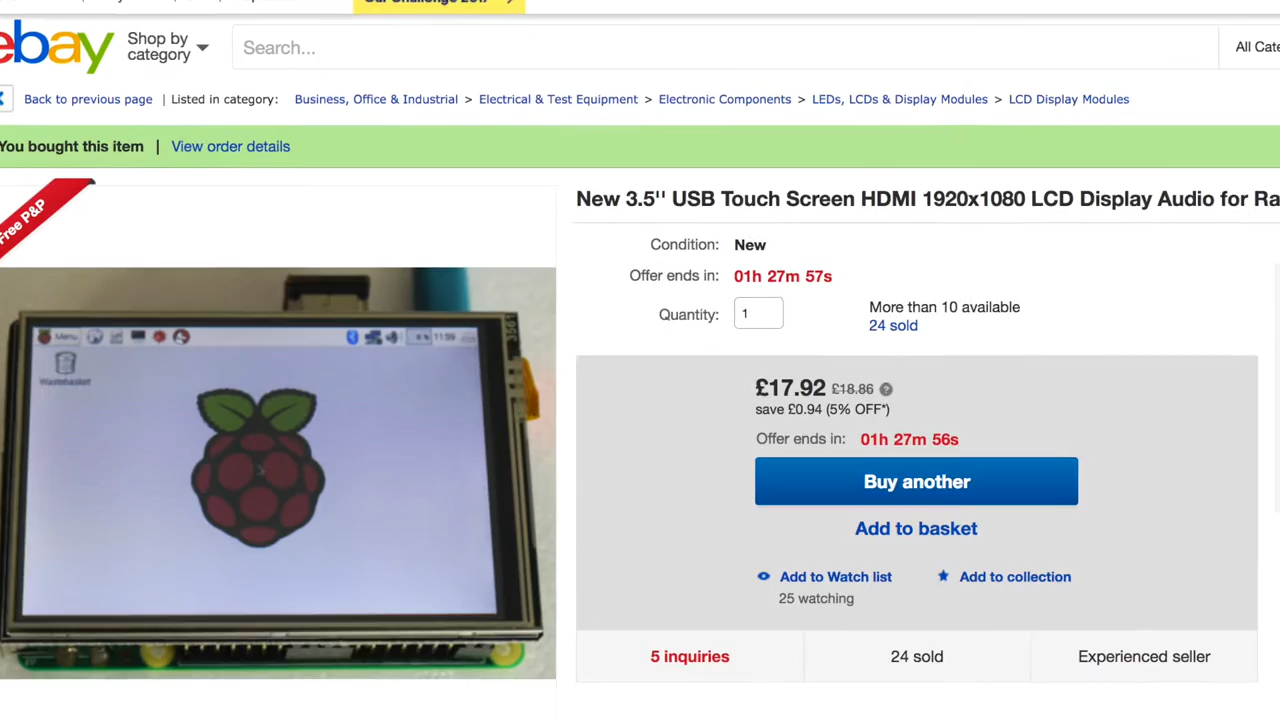 ebay
Shop by
category
Search...
All Cate
Back to previous page | Listed in category: Business, Office & Industrial > Electrical & Test Equipment > Electronic Components > LEDs, LCDs & Display Modules > LCD Display Modules
You bought this item | View order details
Free P&P
New 3.5'' USB Touch Screen HDMI 1920x1080 LCD Display Audio for Ra
Condition: New
Offer ends in: 01h 27m 57s
Quantity: 1
More than 10 available
24 sold
£17.92 £18.86 ?
save £0.94 (5% OFF*)
Offer ends in: 01h 27m 56s
Buy another
Add to basket
Add to Watch list
Add to collection
25 watching
5 inquiries
24 sold
Experienced seller
Menu
11:59
Wastebasket
3561